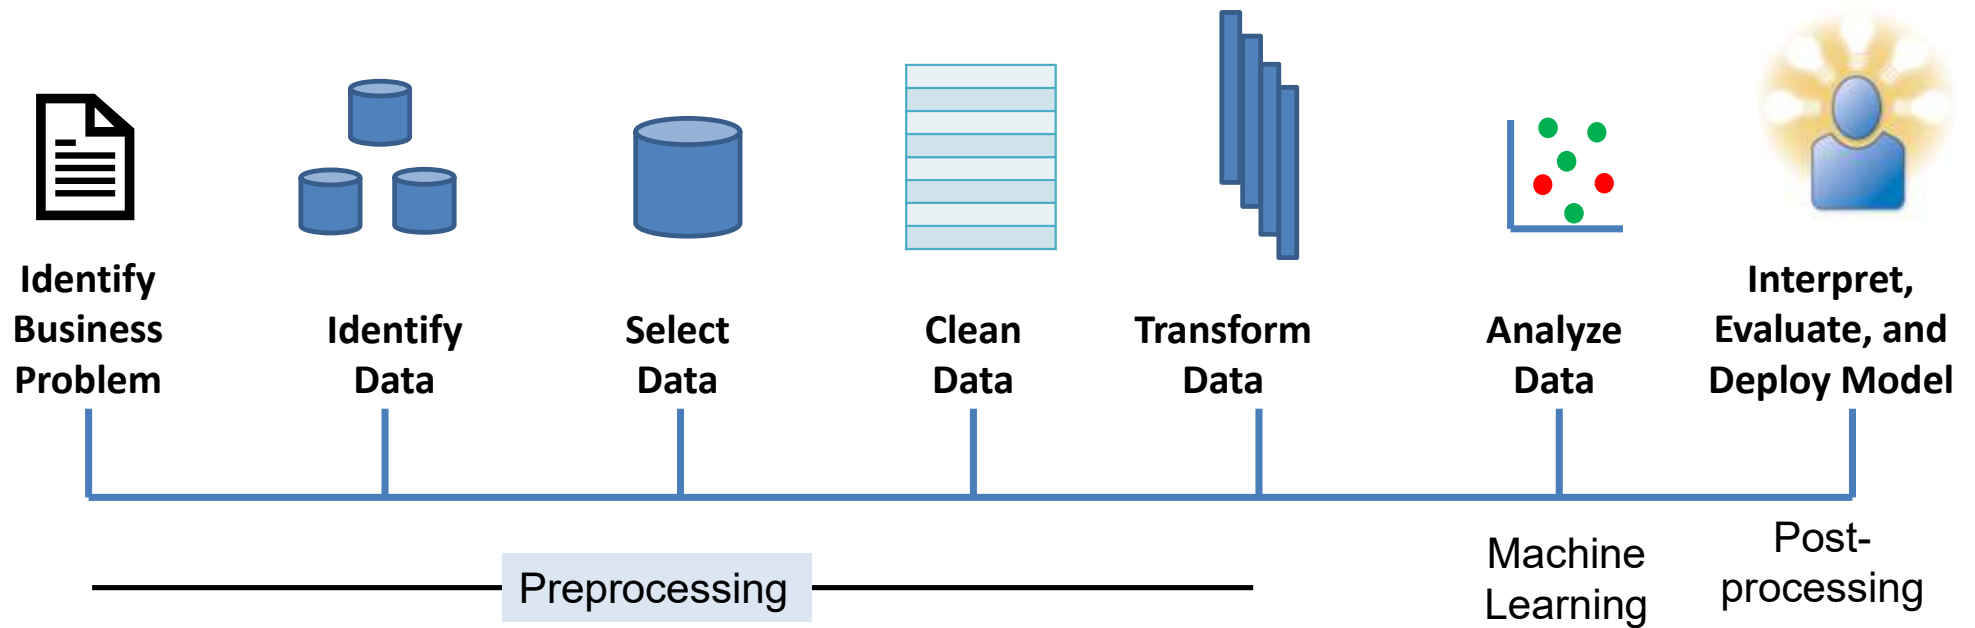 Identify
Business
Problem
Identify
Data
Select
Data
Clean
Data
Transform
Data
Analyze
Data
Interpret,
Evaluate, and
Deploy Model
Preprocessing
Machine
Learning
Post-
processing